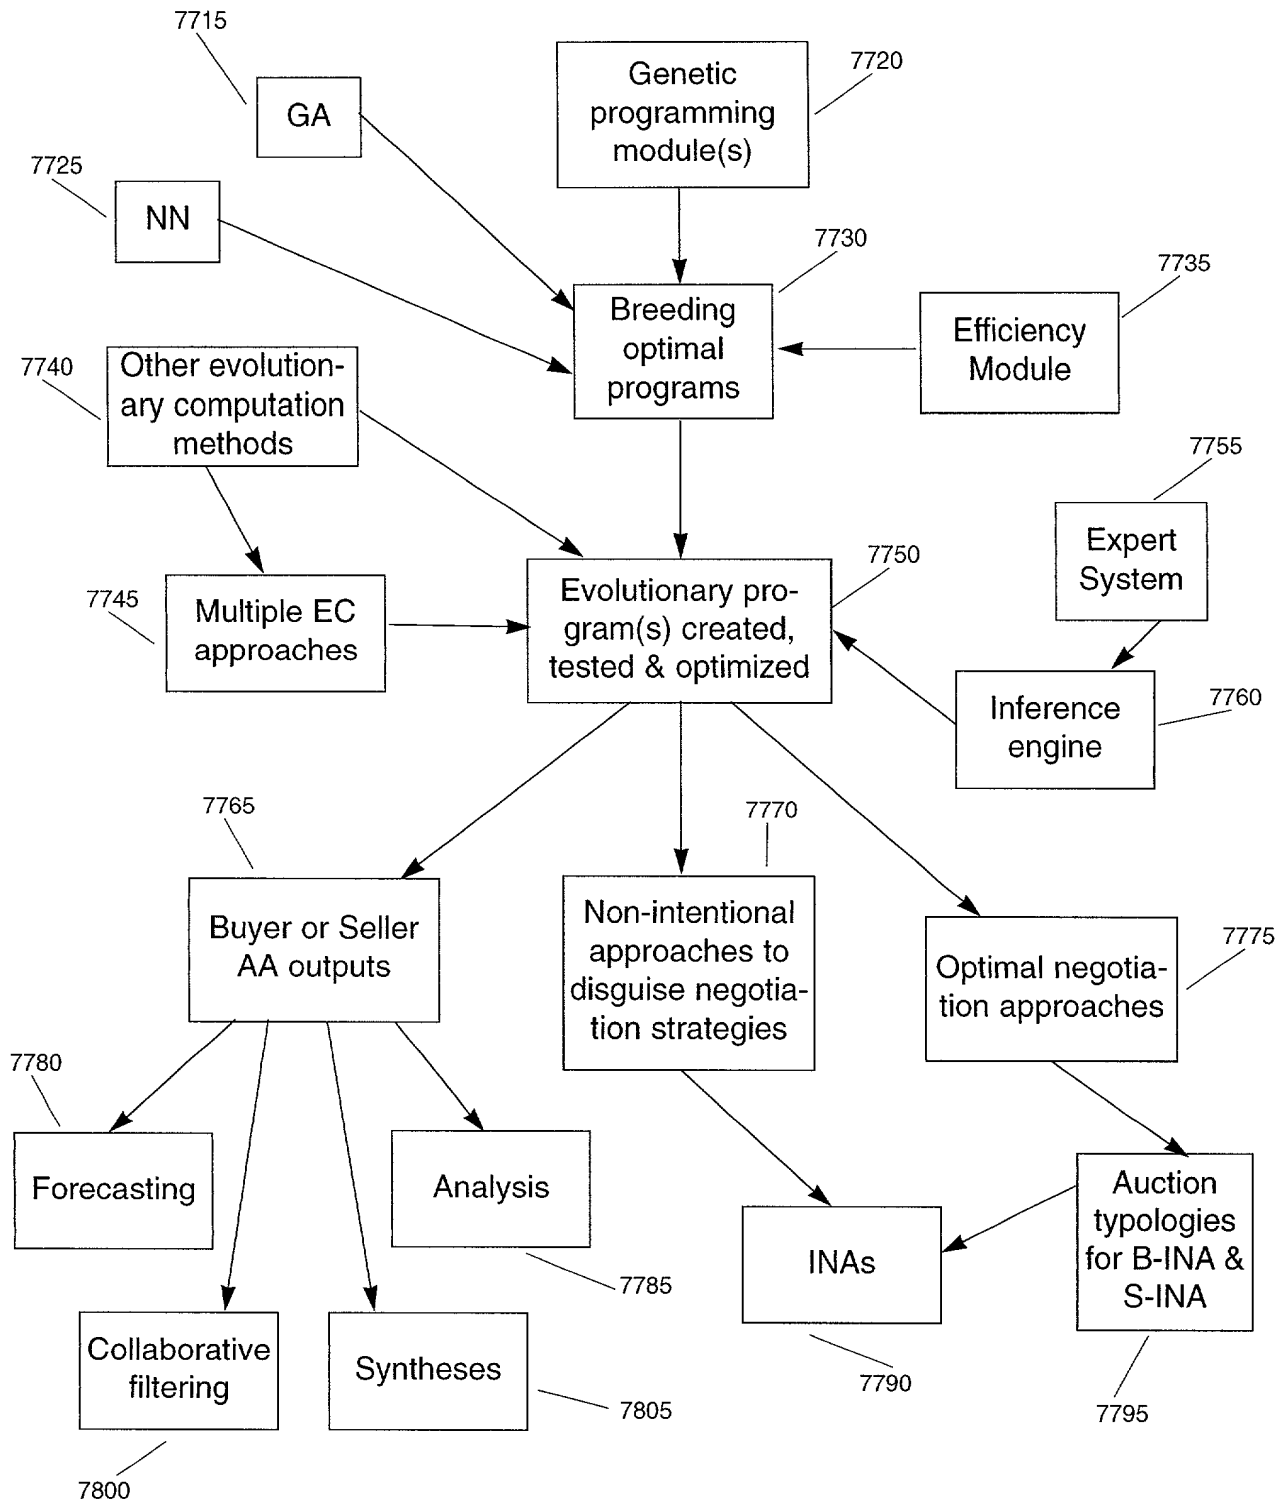 7715
GA
Genetic
programming
module(s)
7720
7725
NN
7730
7735
Breeding
optimal
programs
Efficiency
Module
7740
Other evolution-
ary computation
methods
7755
Expert
System
7745
Multiple EC
approaches
7750
Evolutionary pro-
gram(s) created,
tested & optimized
7760
Inference
engine
7765
Buyer or Seller
AA outputs
7770
Non-intentional
approaches to
disguise negotia-
tion strategies
7775
Optimal negotia-
tion approaches
7780
Forecasting
Analysis
7785
INAs
7790
Auction
typologies
for B-INA &
S-INA
7795
Collaborative
filtering
7800
Syntheses
7805